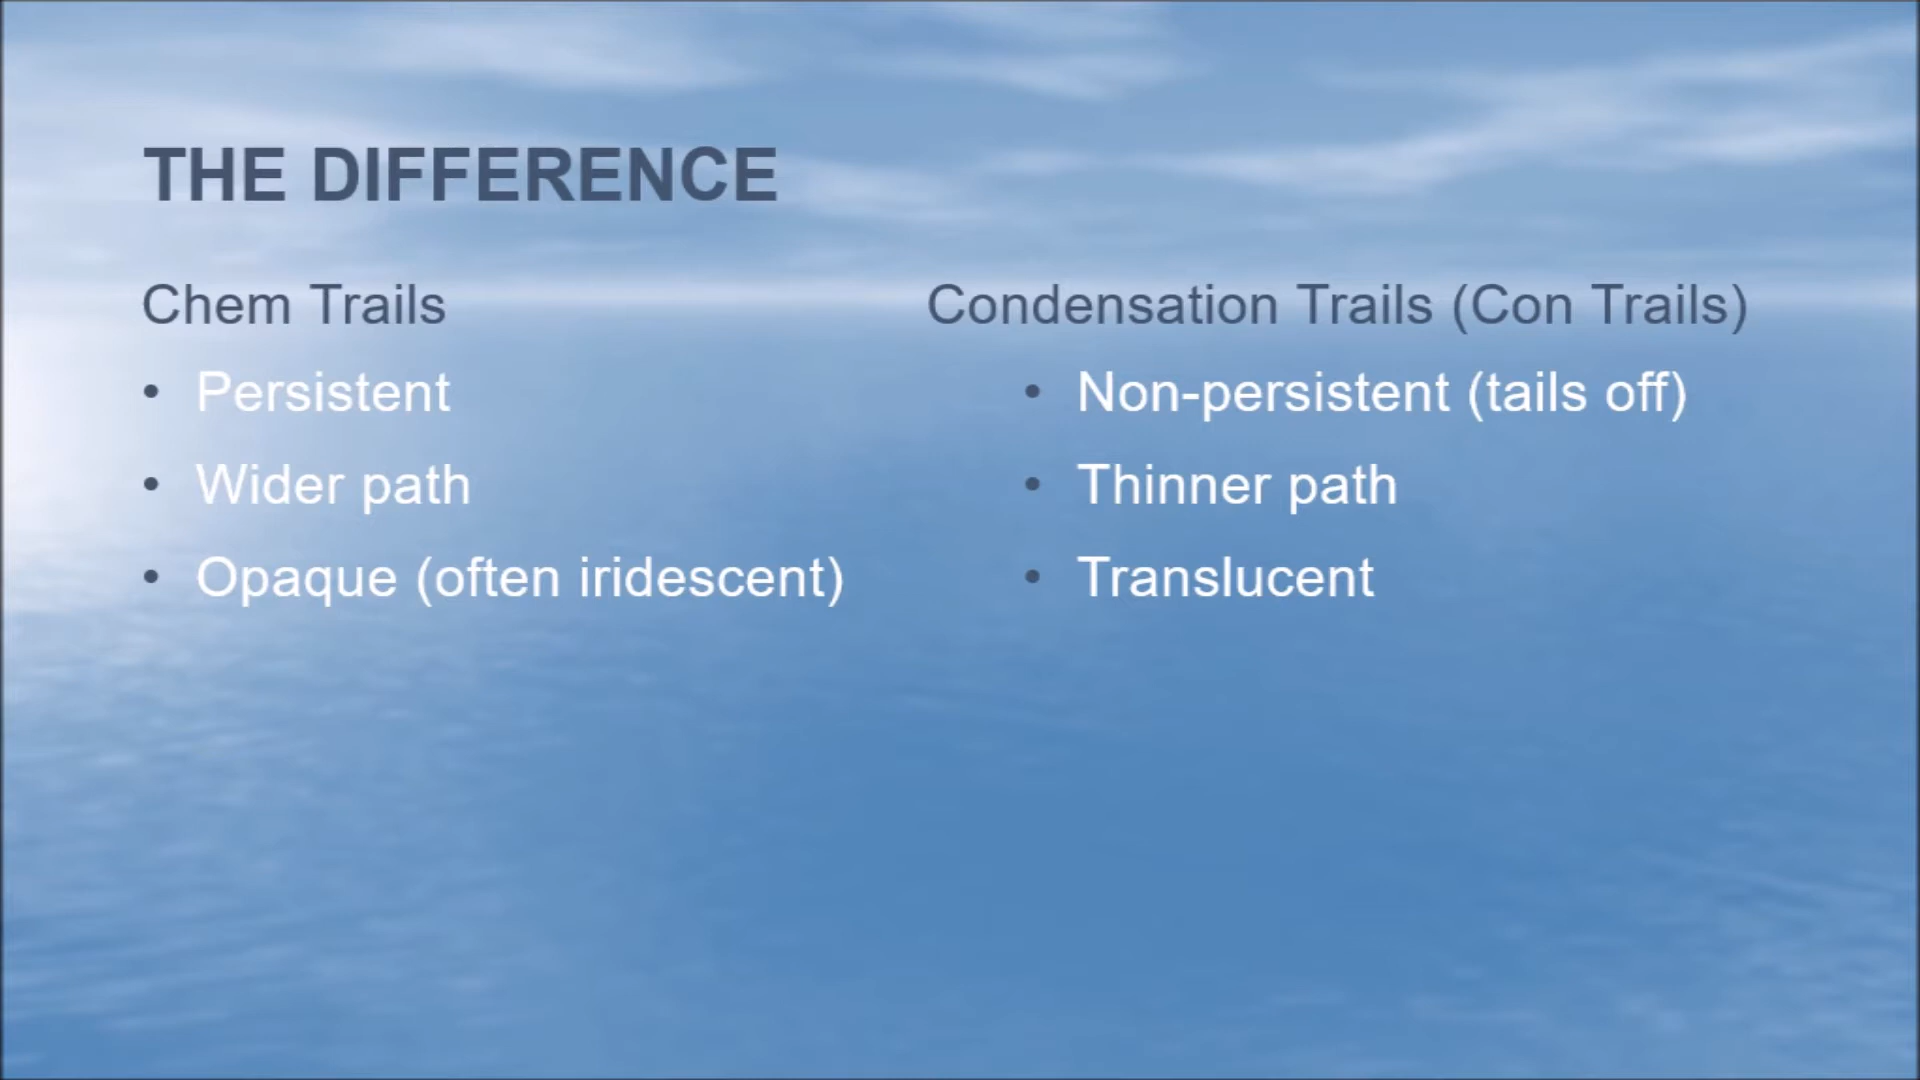 THE DIFFERENCE
Chem Trails
• Persistent
• Wider path
• Opaque (often iridescent)
Condensation Trails (Con Trails)
• Non-persistent (tails off)
• Thinner path
• Translucent